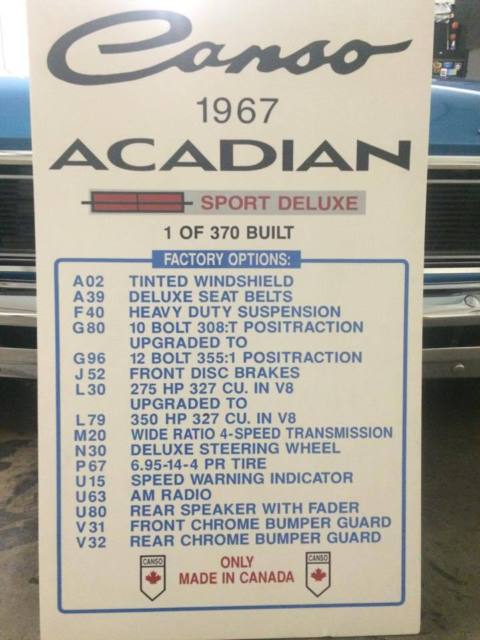 Canso
1967
ACADIAN
SPORT DELUXE
1 OF 370 BUILT
FACTORY OPTIONS:
A02 TINTED WINDSHIELD
A39 DELUXE SEAT BELTS
F40 HEAVY DUTY SUSPENSION
G80 10 BOLT 308:T POSITRACTION
UPGRADED TO
G96 12 BOLT 355:1 POSITRACTION
J52 FRONT DISC BRAKES
L30 275 HP 327 CU. IN V8
UPGRADED TO
L79 350 HP 327 CU. IN V8
M20 WIDE RATIO 4-SPEED TRANSMISSION
N30 DELUXE STEERING WHEEL
P67 6.95-14-4 PR TIRE
U15 SPEED WARNING INDICATOR
U63 AM RADIO
U80 REAR SPEAKER WITH FADER
V31 FRONT CHROME BUMPER GUARD
V32 REAR CHROME BUMPER GUARD
CANSO
ONLY
MADE IN CANADA
CANSO